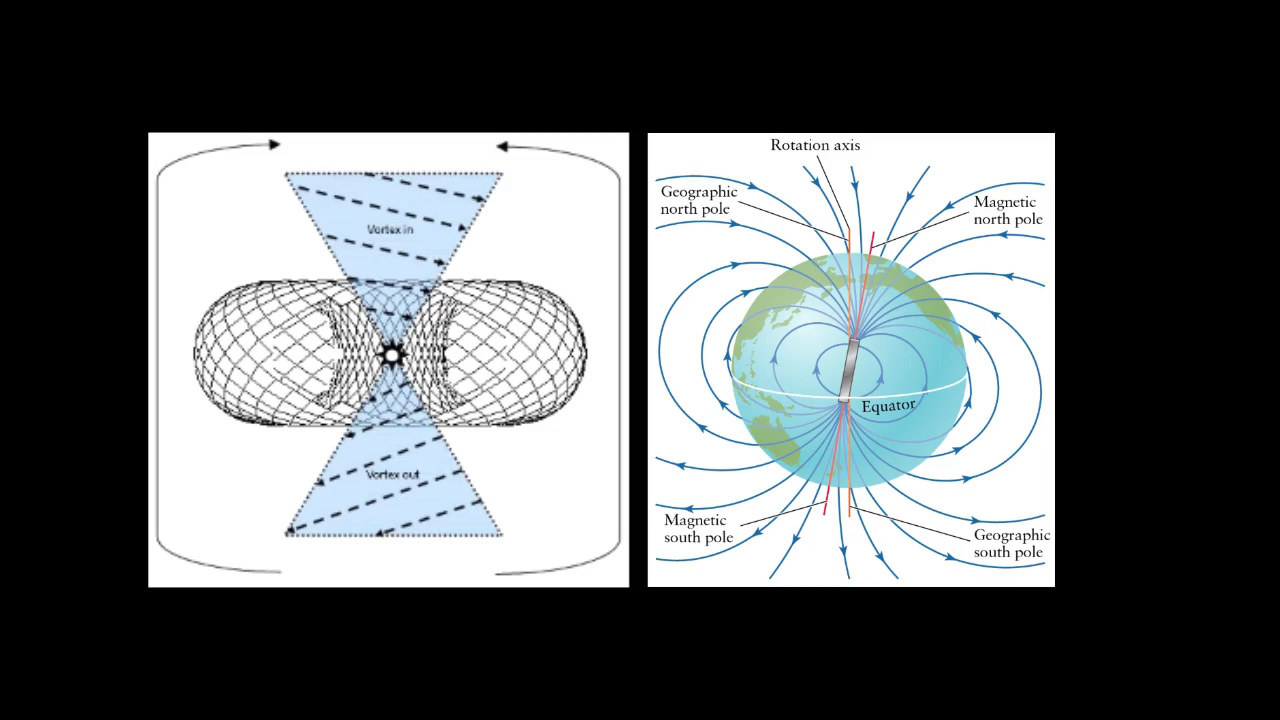 Vortex in
Vortex out
Rotation axis
Geographic
north pole
Magnetic
north pole
Equator
Magnetic
south pole
Geographic
south pole